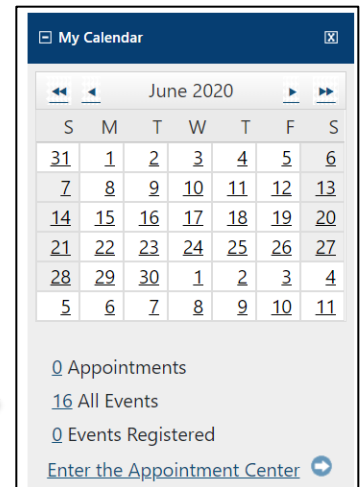 My Calendar
June 2020
S M T W T F S
31 1 2 3 4 5 6
7 8 9 10 11 12 13
14 15 16 17 18 19 20
21 22 23 24 25 26 27
28 29 30 1 2 3 4
5 6 7 8 9 10 11
0 Appointments
16 All Events
0 Events Registered
Enter the Appointment Center